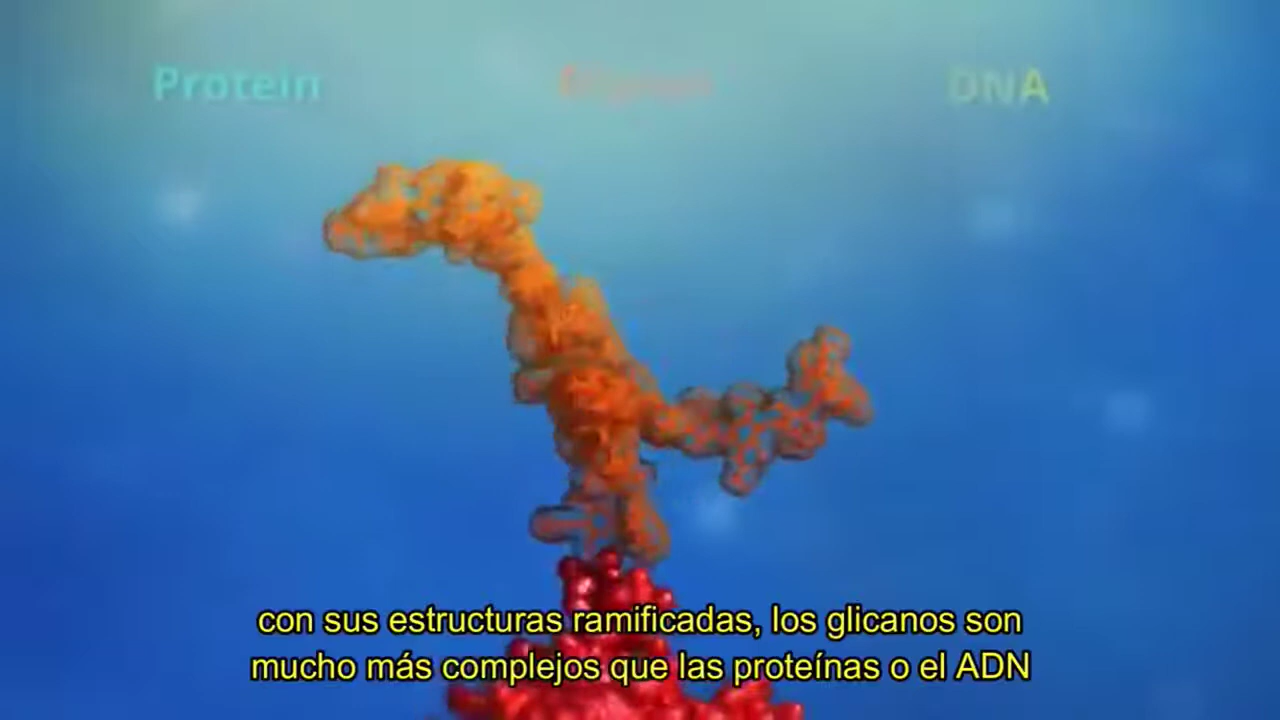 Protein DNA
con sus estructuras ramificadas, los glicanos son
mucho más complejos que las proteínas o el ADN